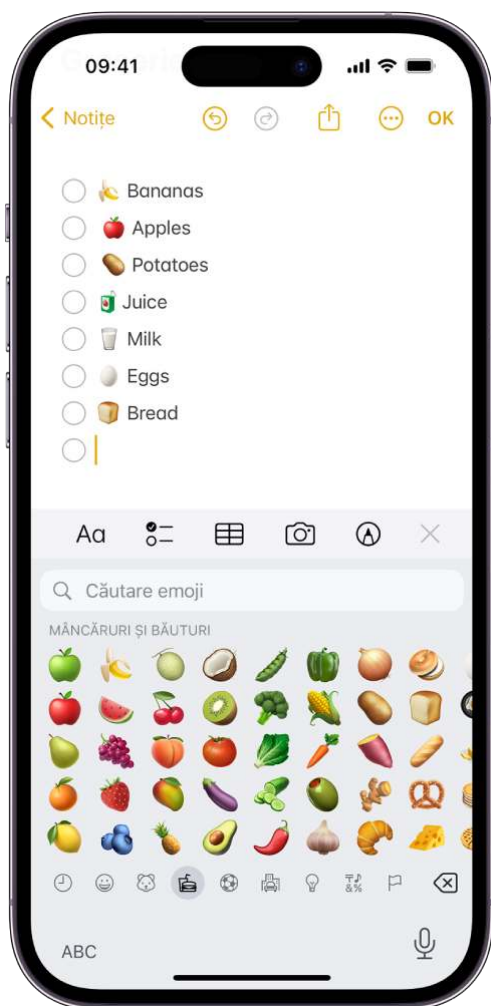 09:41
Notițe
OK
Bananas
Apples
Potatoes
Juice
Milk
Eggs
Bread
Aa
Căutare emoji
MÂNCĂRURI ȘI BĂUTURI
ABC